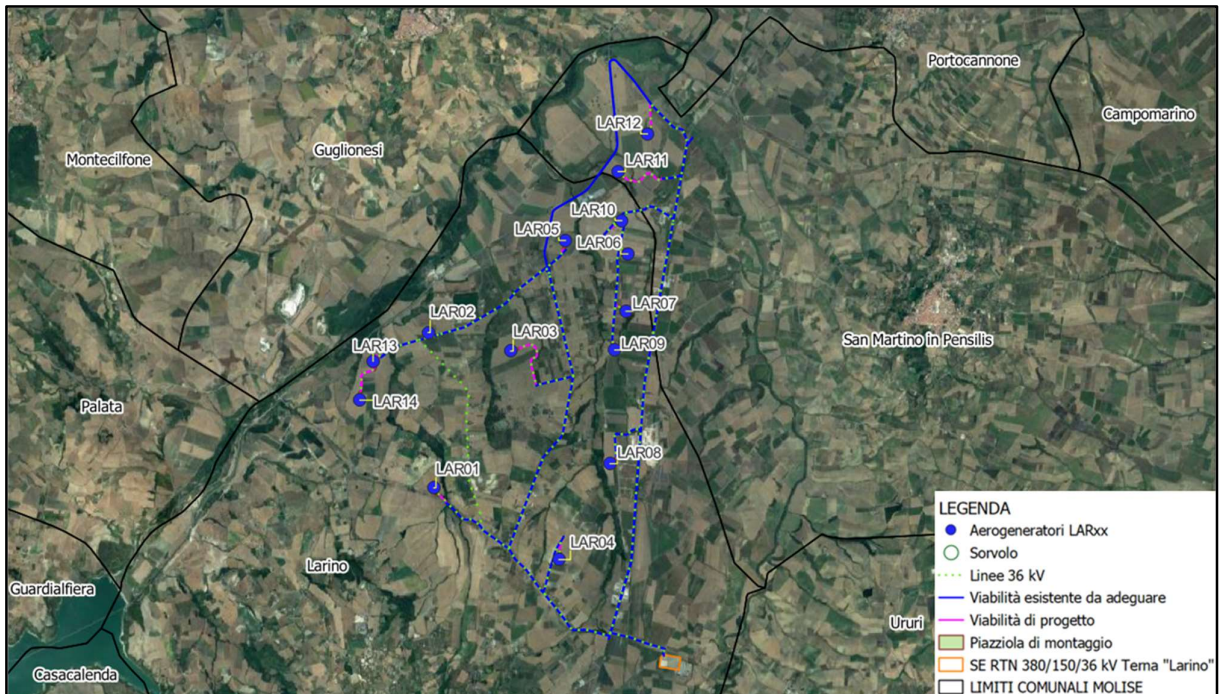 Portocannone
Campomarino
LAR12
Guglionesi
Montecilfone
LAR11
LAR10
LAR05
LAR06
LAR02
LAR07
LAR03
San Martino in Pensilis
LAR13
LAR09
LAR14
Palata
LAR08
LAR01
LAR04
Larino
Guardialfiera
Casacalenda
Ururi
LEGENDA
Aerogeneratori LARxx
Sorvolo
Linee 36 kV
Viabilità esistente da adeguare
Viabilità di progetto
Piazziola di montaggio
SE RTN 380/150/36 kV Terna "Larino"
LIMITI COMUNALI MOLISE